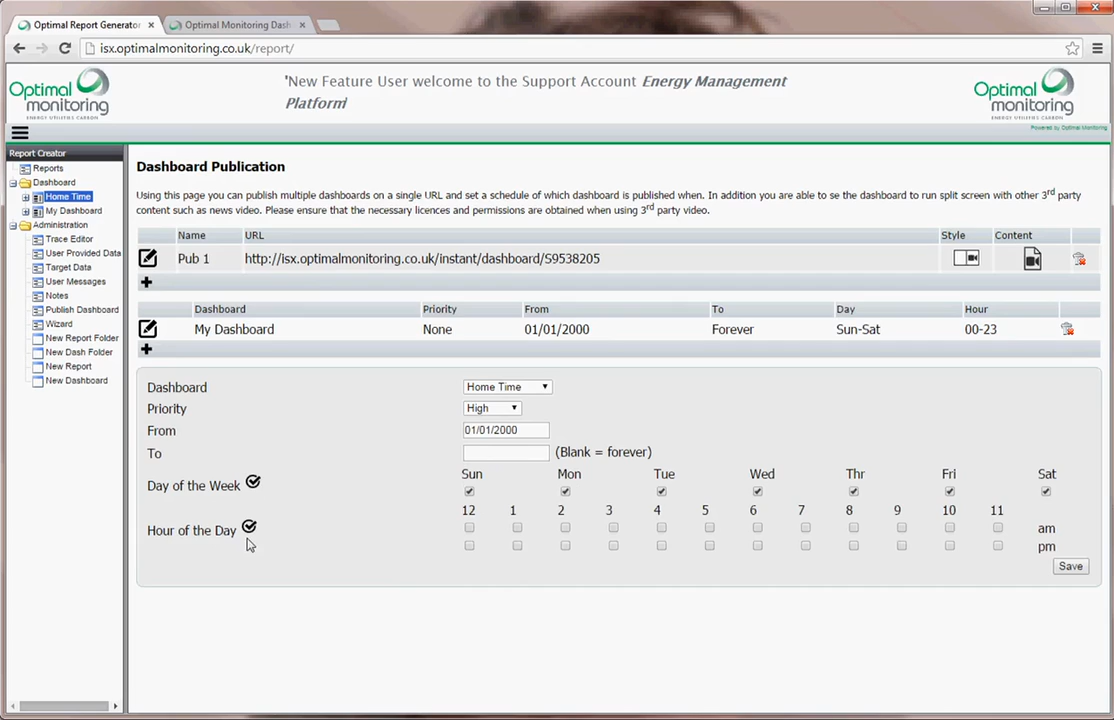 Optimal Report Generator
Optimal Monitoring Dash
isx.optimalmonitoring.co.uk/report/
Optimal
monitoring
ENERGY UTILITIES CARBON
'New Feature User welcome to the Support Account Energy Management
Platform
Optimal
monitoring
ENERGY UTILITIES CARBON
Powered by Optimal Monitoring
Report Creator
Reports
Dashboard
Home Time
My Dashboard
Administration
Trace Editor
User Provided Data
Target Data
User Messages
Notes
Publish Dashboard
Wizard
New Report Folder
New Dash Folder
New Report
New Dashboard
Dashboard Publication
Using this page you can publish multiple dashboards on a single URL and set a schedule of which dashboard is published when. In addition you are able to se the dashboard to run split screen with other 3rd party
content such as news video. Please ensure that the necessary licences and permissions are obtained when using 3rd party video.
Name URL Style Content
Pub 1 http://isx.optimalmonitoring.co.uk/instant/dashboard/S9538205
Dashboard Priority From To Day Hour
My Dashboard None 01/01/2000 Forever Sun-Sat 00-23
Dashboard Home Time
Priority High
From 01/01/2000
To (Blank = forever)
Sun Mon Tue Wed Thr Fri Sat
Day of the Week
12 1 2 3 4 5 6 7 8 9 10 11
Hour of the Day am
pm
Save